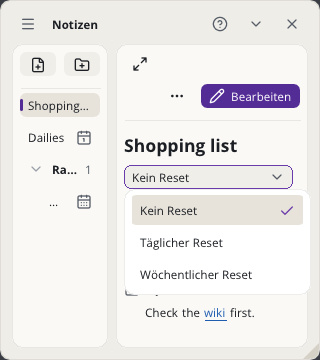 Notizen
Shopping...
Dailies
Ra... 1
...
Bearbeiten
Shopping list
Kein Reset
Kein Reset
Täglicher Reset
Wöchentlicher Reset
Check the wiki first.